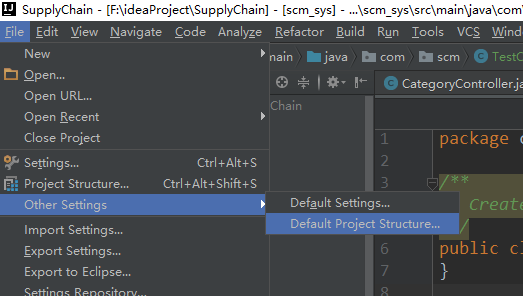 SupplyChain - [F:\ideaProject\SupplyChain] - [scm_sys] - ...\scm_sys\src\main\java\com\
File Edit View Navigate Code Analyze Refactor Build Run Tools VCS Window
New
Open...
Open URL...
Open Recent
Close Project
Settings... Ctrl+Alt+S
Project Structure... Ctrl+Alt+Shift+S
Other Settings
Import Settings...
Export Settings...
Export to Eclipse...
Settings Repository...
Default Settings...
Default Project Structure...
main java com scm TestC
CategoryController.ja
Chain
1 package c
2
3 /**
Create
/
6 public cl
7 }
8